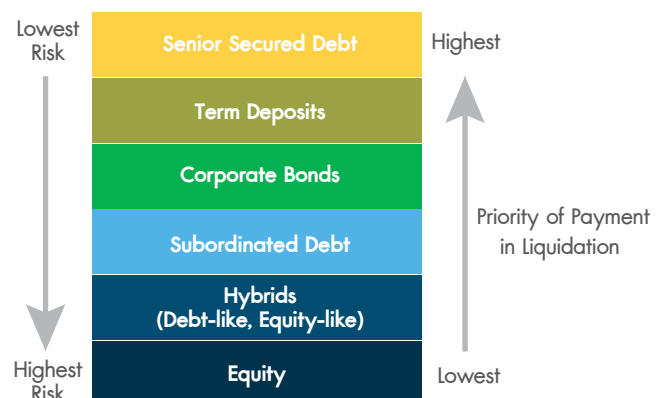 Lowest
Risk
Senior Secured Debt
Highest
Term Deposits
Corporate Bonds
Priority of Payment
in Liquidation
Subordinated Debt
Hybrids
(Debt-like, Equity-like)
Highest
Risk
Equity
Lowest